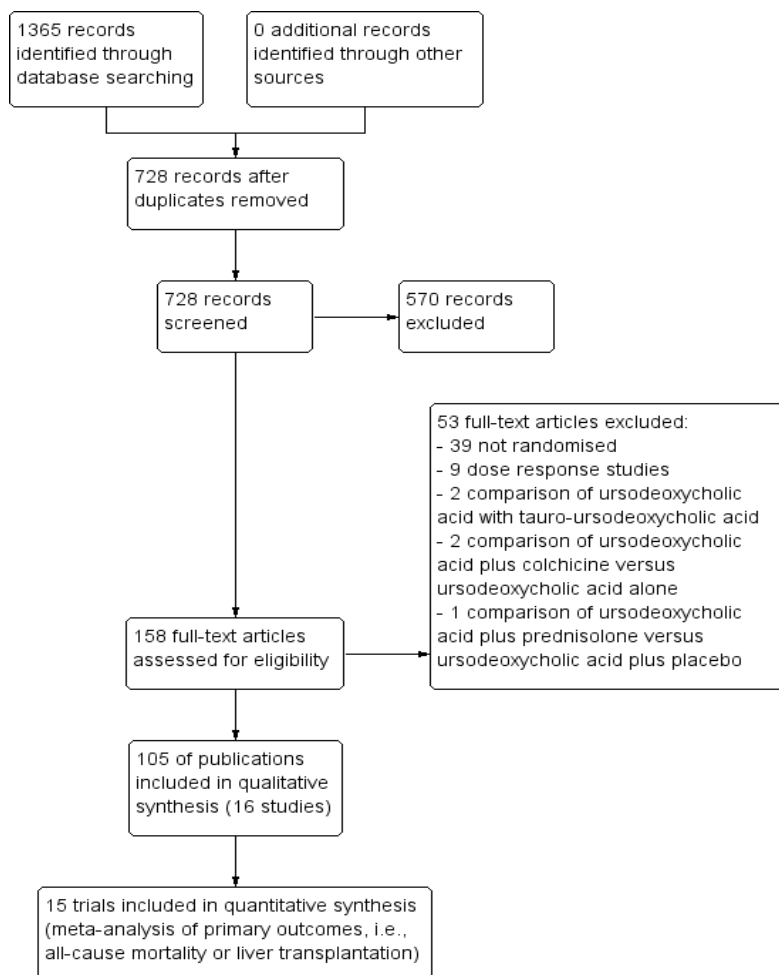 1365 records
identified through
database searching
0 additional records
identified through other
sources
728 records after
duplicates removed
728 records
screened
570 records
excluded
53 full-text articles excluded:
- 39 not randomised
- 9 dose response studies
- 2 comparison of ursodeoxycholic
acid with tauro-ursodeoxycholic acid
- 2 comparison of ursodeoxycholic
acid plus colchicine versus
ursodeoxycholic acid alone
- 1 comparison of ursodeoxycholic
acid plus prednisolone versus
ursodeoxycholic acid plus placebo
158 full-text articles
assessed for eligibility
105 of publications
included in qualitative
synthesis (16 studies)
15 trials included in quantitative synthesis
(meta-analysis of primary outcomes, i.e.,
all-cause mortality or liver transplantation)